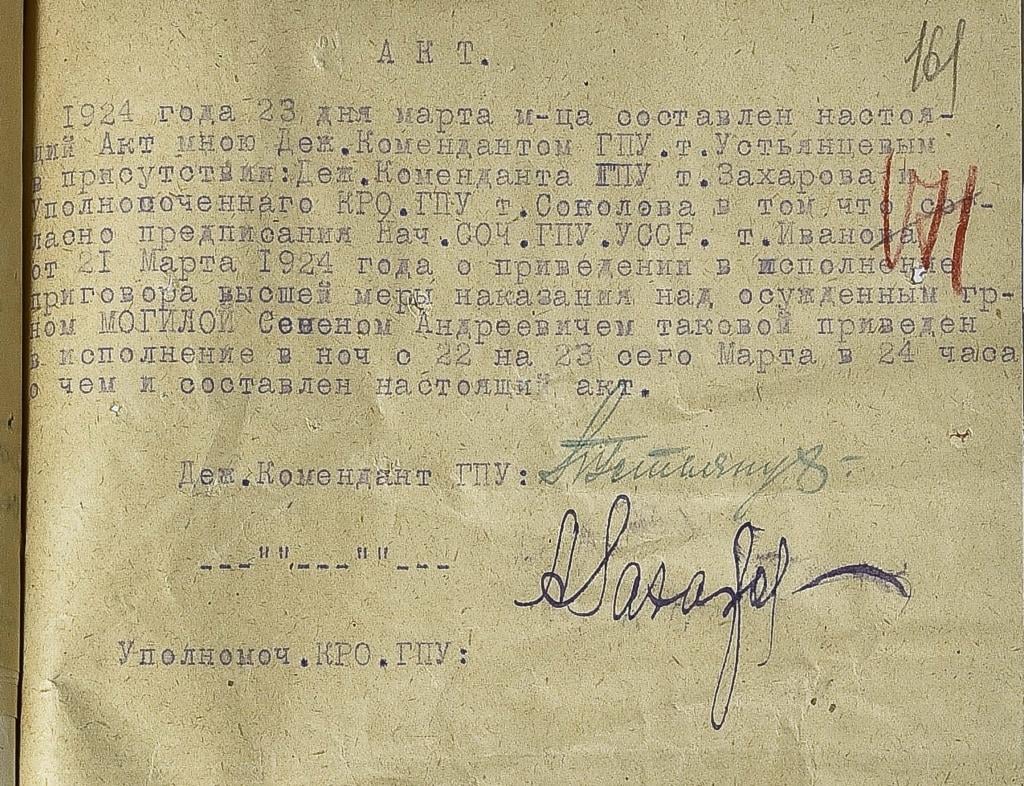 161
А К Т.
1924 года 23 дня марта м-ца составлен настоя-
щий Акт мною Деж.Комендантом ГПУ.т.Устьянцевым
в присутствии:Деж.Коменданта ГПУ т.Захарова и
Уполномоченнаго КРО.ГПУ т.Соколова в том что сог-
ласно предписания Нач.СОЧ.ГПУ.УССР. т.Иванова
от 21 Марта 1924 года о приведении в исполнение
приговора высшей меры наказания над осужденным гр-
ном МОГИЛОЙ Семеном Андреевичем таковой приведен
в исполнение в ноч с 22 на 23 сего Марта в 24 часа
о чем и составлен настоящий акт.
Деж.Комендант ГПУ: Устьянцев
---""---""--- Захаров
Уполномоч.КРО.ГПУ: